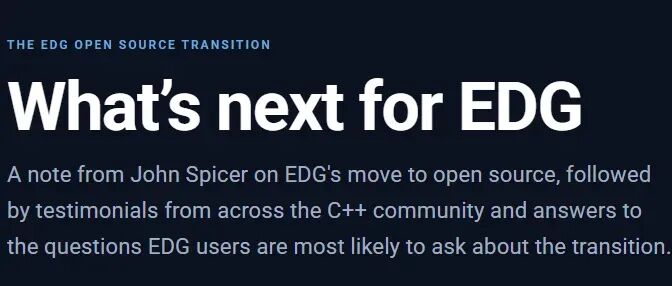 THE EDG OPEN SOURCE TRANSITION
What’s next for EDG
A note from John Spicer on EDG's move to open source, followed
by testimonials from across the C++ community and answers to
the questions EDG users are most likely to ask about the transition.